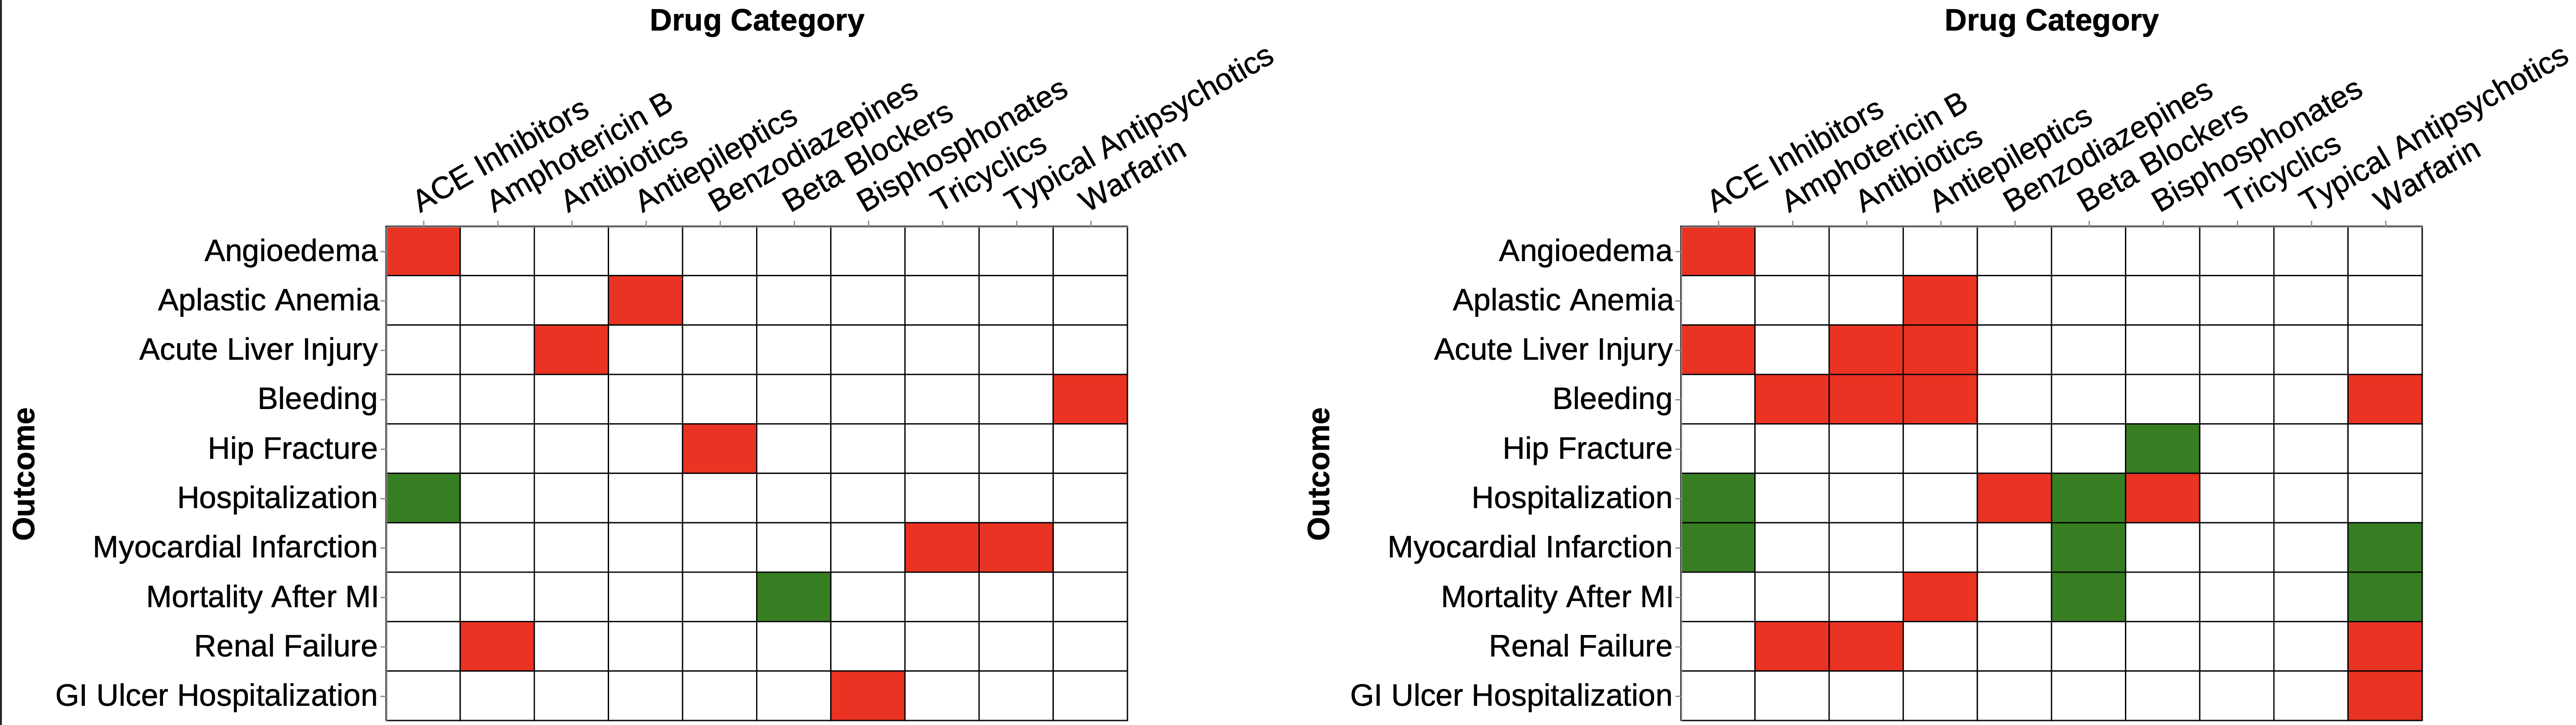 Drug Category
ACE Inhibitors
Amphotericin B
Antibiotics
Antiepileptics
Benzodiazepines
Beta Blockers
Bisphosphonates
Tricyclics
Typical Antipsychotics
Warfarin
Outcome
Angioedema
Aplastic Anemia
Acute Liver Injury
Bleeding
Hip Fracture
Hospitalization
Myocardial Infarction
Mortality After MI
Renal Failure
GI Ulcer Hospitalization
Drug Category
ACE Inhibitors
Amphotericin B
Antibiotics
Antiepileptics
Benzodiazepines
Beta Blockers
Bisphosphonates
Tricyclics
Typical Antipsychotics
Warfarin
Outcome
Angioedema
Aplastic Anemia
Acute Liver Injury
Bleeding
Hip Fracture
Hospitalization
Myocardial Infarction
Mortality After MI
Renal Failure
GI Ulcer Hospitalization